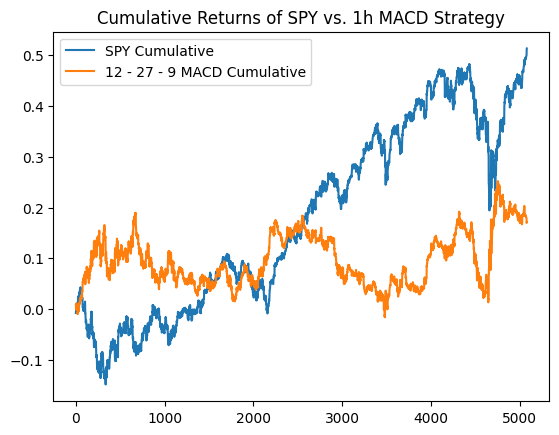 Cumulative Returns of SPY vs. 1h MACD Strategy
SPY Cumulative
12 - 27 - 9 MACD Cumulative
0.5
0.4
0.3
0.2
0.1
0.0
−0.1
0 1000 2000 3000 4000 5000